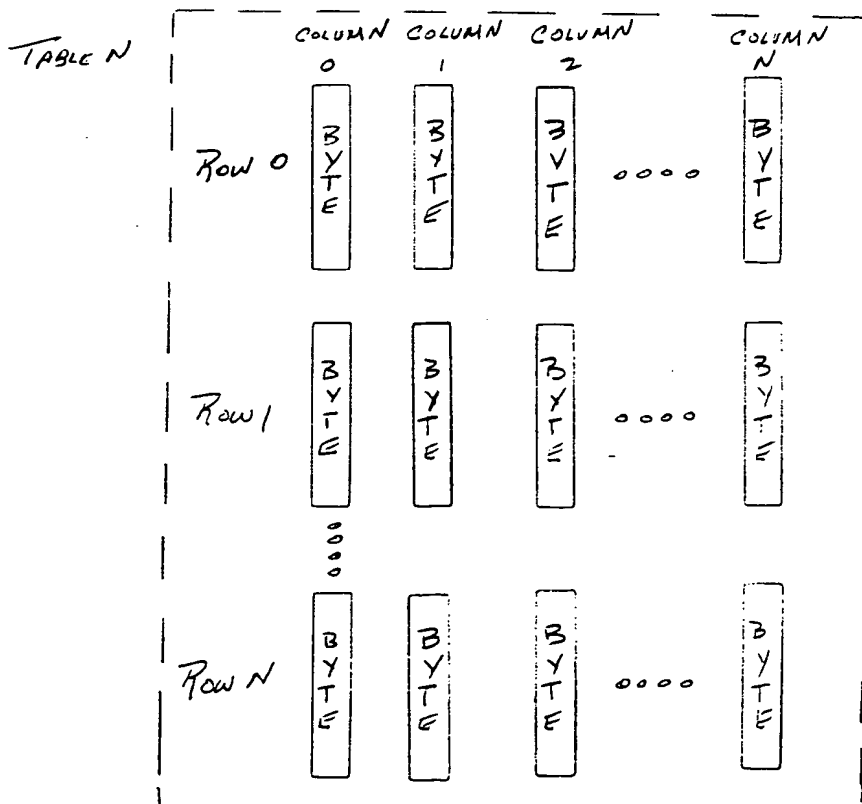 TABLE N
COLUMN COLUMN COLUMN COLUMN
0 1 2 N
ROW 0 BYTE BYTE BYTE BYTE
ROW 1 BYTE BYTE BYTE BYTE
ROW N BYTE BYTE BYTE BYTE